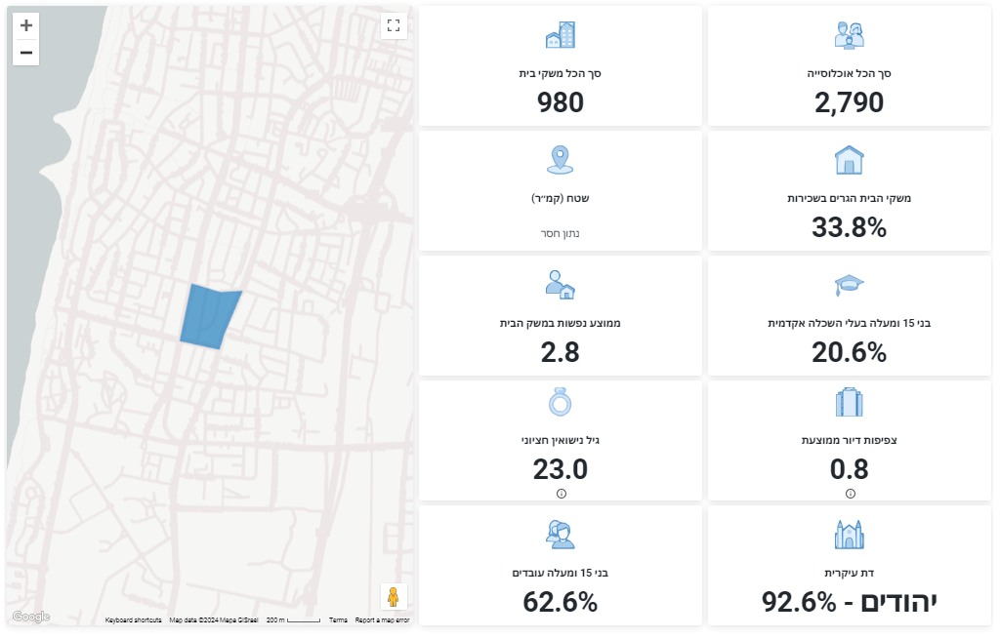 סך הכל אוכלוסייה
2,790
סך הכל משקי בית
980
משקי הבית הגרים בשכירות
33.8%
שטח (קמ״ר)
נתון חסר
בני 15 ומעלה בעלי השכלה אקדמית
20.6%
ממוצע נפשות במשק הבית
2.8
צפיפות דיור ממוצעת
0.8
גיל נישואין חציוני
23.0
דת עיקרית
יהודים - 92.6%
בני 15 ומעלה עובדים
62.6%
Google
Keyboard shortcuts
Map data ©2024 Mapa GISrael
200 m
Terms
Report a map error